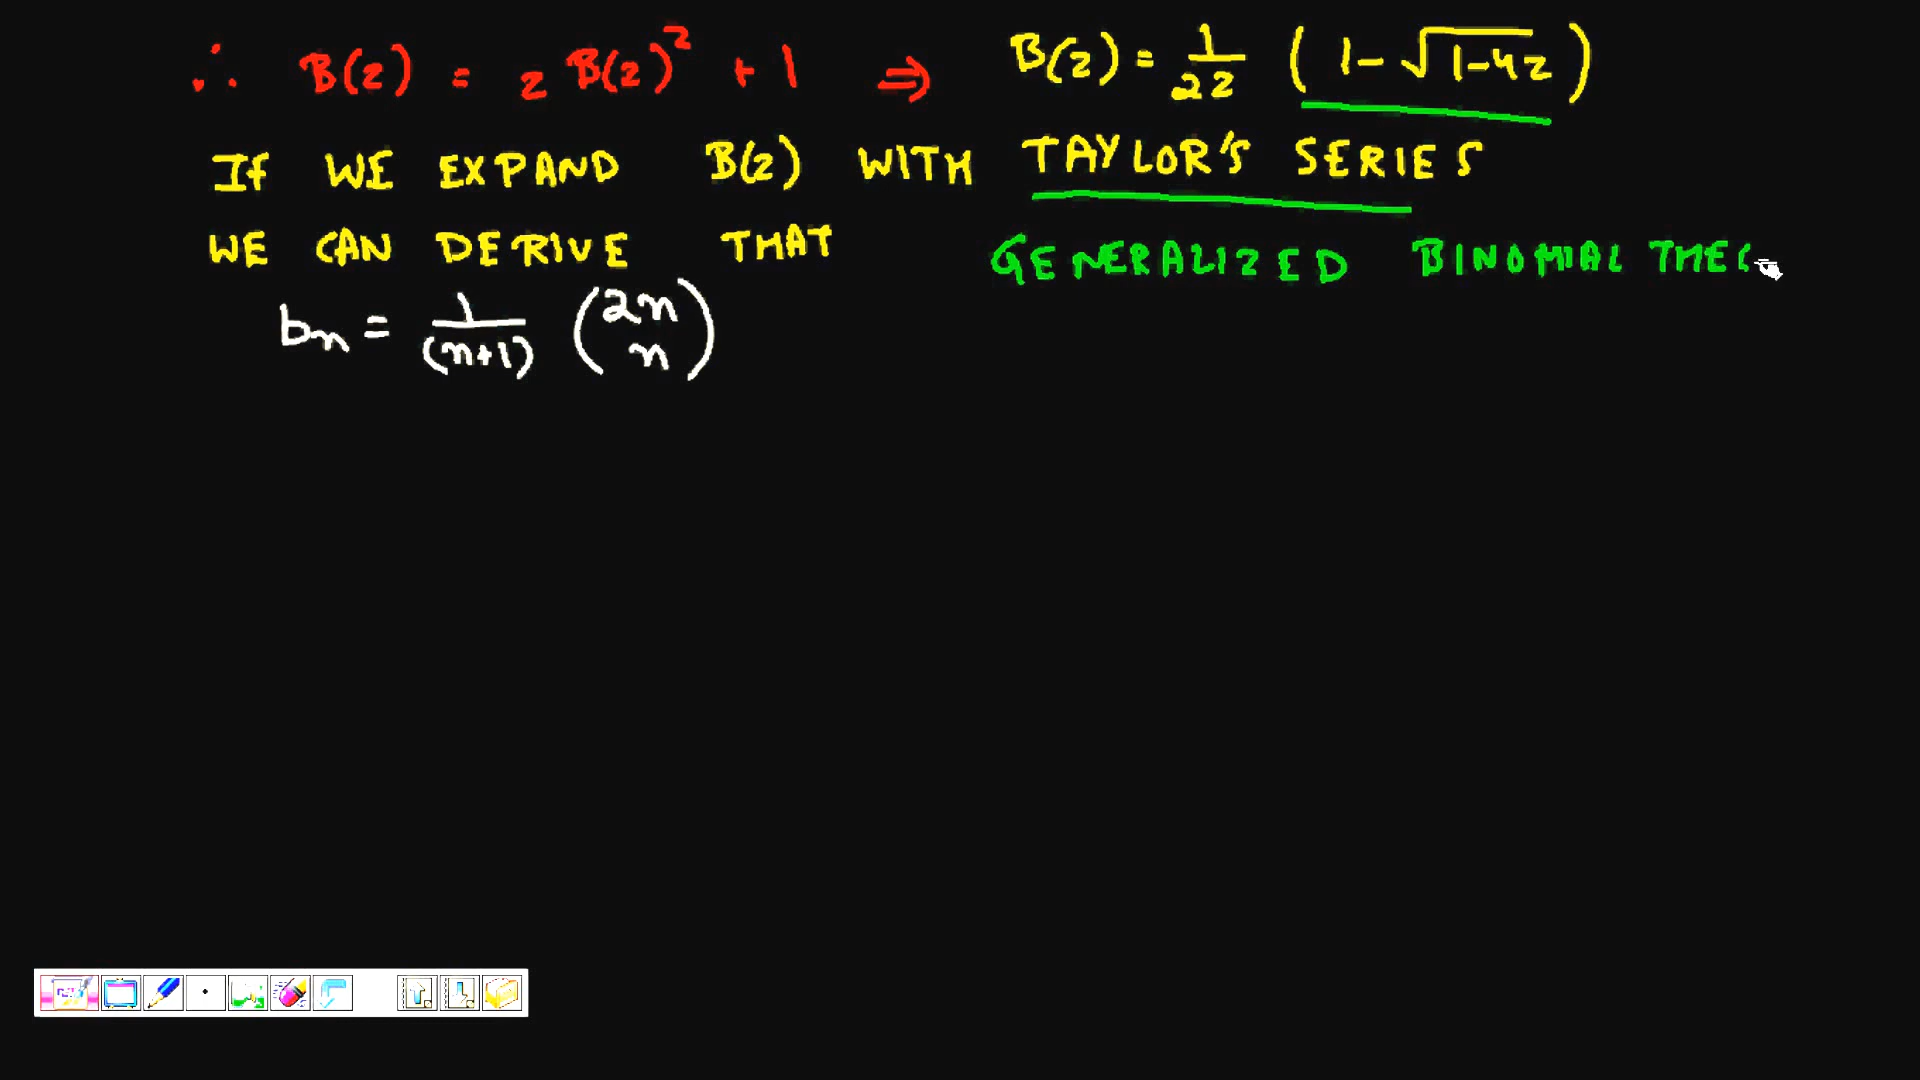 ∴ B(z) = z B(z)² + 1 ⇒ B(z) = 1/2z (1 - √(1-4z))
IF WE EXPAND B(z) WITH TAYLOR'S SERIES
WE CAN DERIVE THAT GENERALIZED BINOMIAL
bn = 1/(n+1) (2n n)